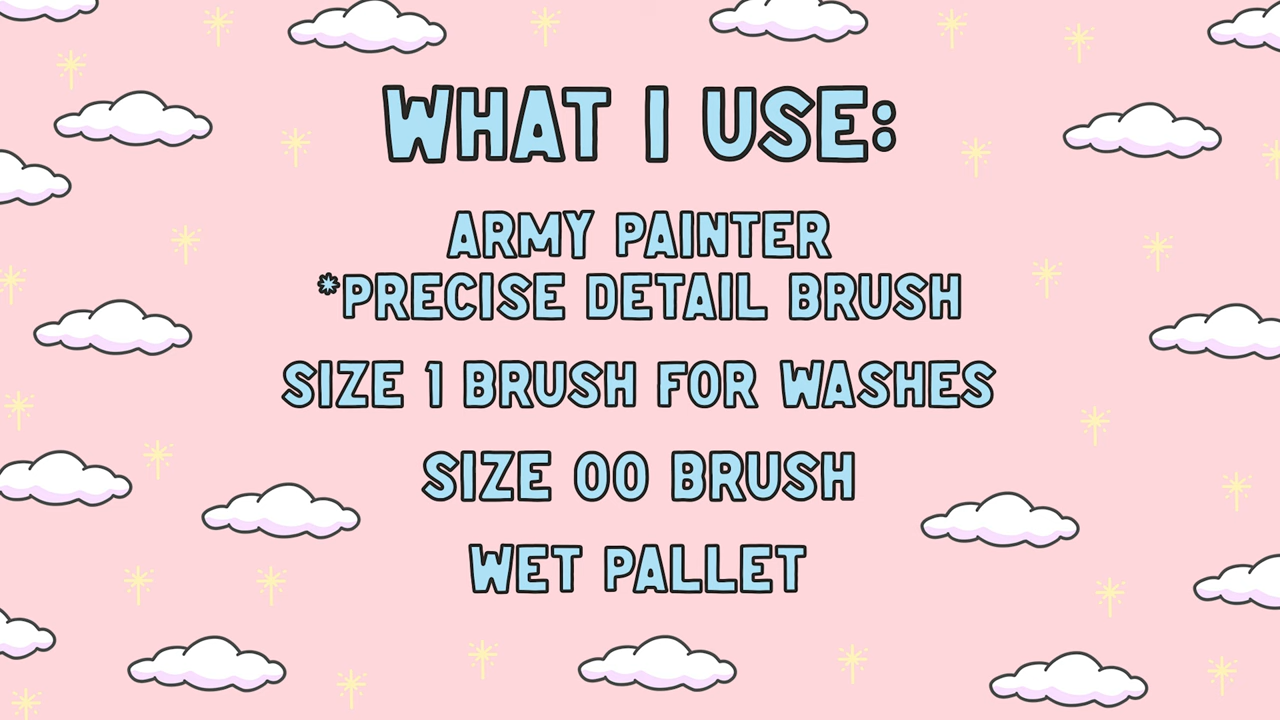 WHAT I USE:
ARMY PAINTER
*PRECISE DETAIL BRUSH
SIZE 1 BRUSH FOR WASHES
SIZE 00 BRUSH
WET PALLET